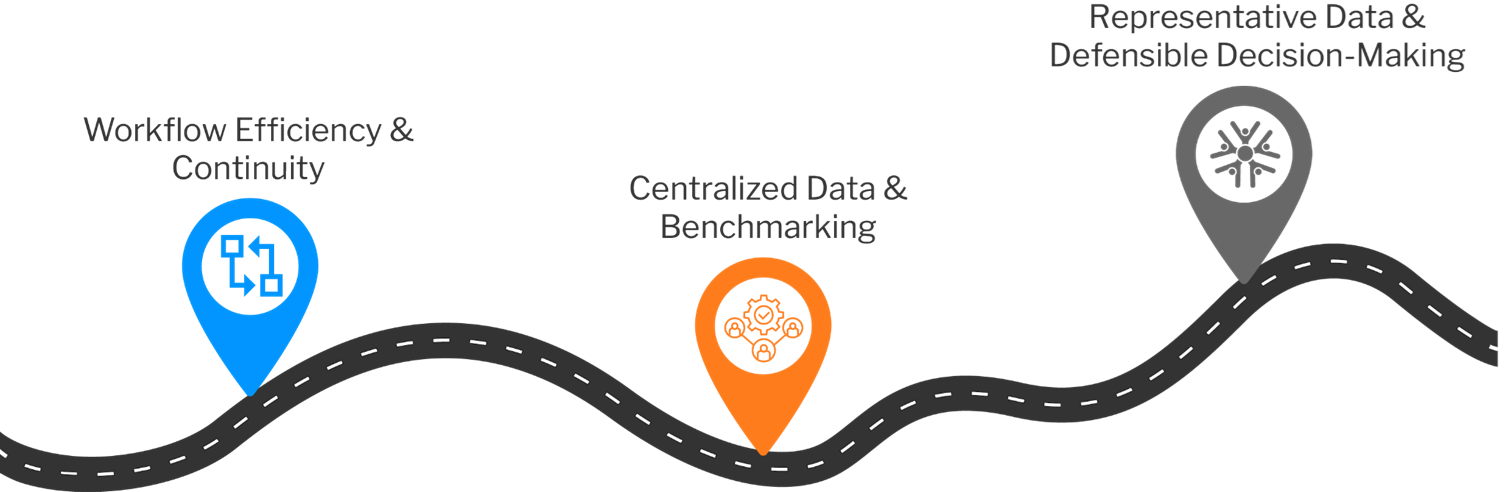 Workflow Efficiency &
Continuity
Centralized Data &
Benchmarking
Representative Data &
Defensible Decision-Making